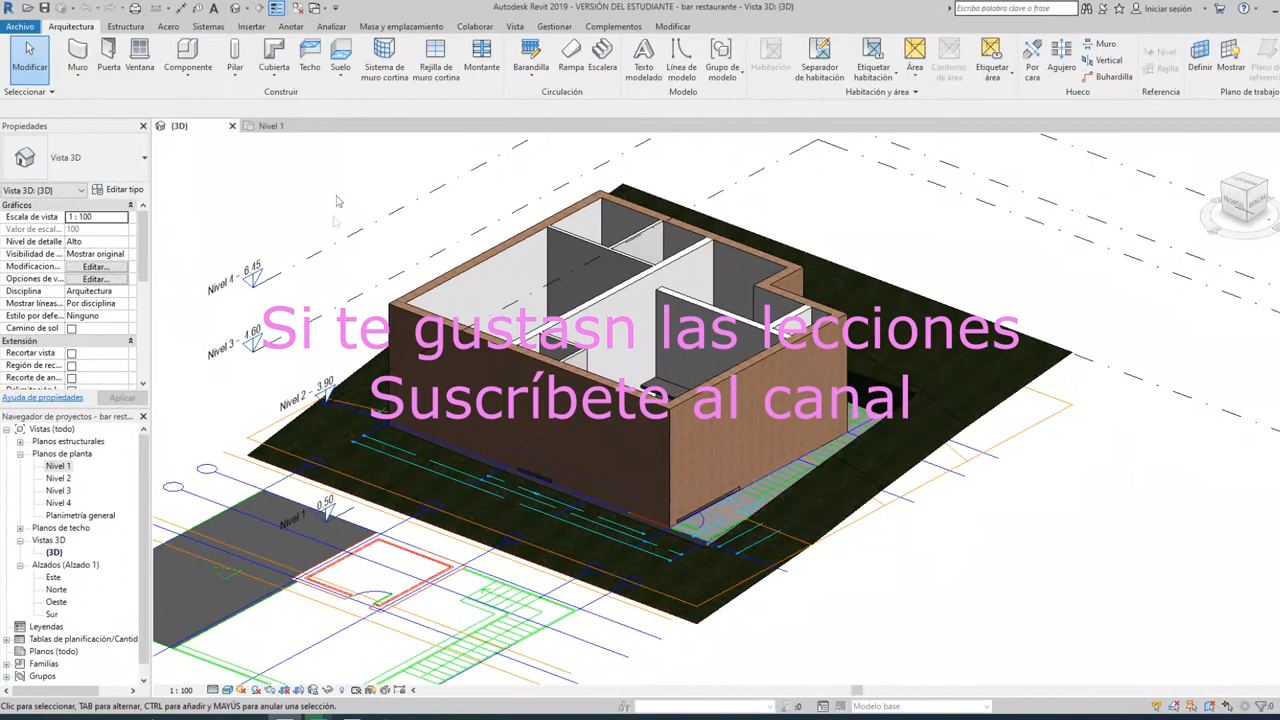 Autodesk Revit 2019 - VERSIÓN DEL ESTUDIANTE - bar restaurante - Vista 3D: {3D}
Escriba palabra clave o frase
Iniciar sesión
Archivo Arquitectura Estructura Acero Sistemas Insertar Anotar Analizar Masa y emplazamiento Colaborar Vista Gestionar Complementos Modificar
Modificar Muro Puerta Ventana Componente Pilar Cubierta Techo Suelo Sistema de muro cortina Rejilla de muro cortina Montante Barandilla Rampa Escalera Texto modelado Línea de modelo Grupo de modelo Habitación Separador de habitación Etiquetar habitación Área Contorno de área Etiquetar área Por cara Agujero Muro Vertical Buhardilla Nivel Rejilla Definir Mostrar Plano de referencia
Seleccionar Construir Circulación Modelo Habitación y área Hueco Referencia Plano de trabajo
Propiedades
{3D} Nivel 1
Vista 3D
Vista 3D: {3D} Editar tipo
Gráficos
Escala de vista 1 : 100
Valor de escal... 100
Nivel de detalle Alto
Visibilidad de Mostrar original
Modificacion... Editar...
Opciones de v... Editar...
Disciplina Arquitectura
Mostrar líneas... Por disciplina
Estilo por defe... Ninguno
Camino de sol
Extensión
Recortar vista
Región de rec...
Recorte de an...
Ayuda de propiedades Aplicar
Navegador de proyectos - bar rest...
Vistas (todo)
Planos estructurales
Planos de planta
Nivel 1
Nivel 2
Nivel 3
Nivel 4
Planimetría general
Planos de techo
Vistas 3D
{3D}
Alzados (Alzado 1)
Este
Norte
Oeste
Sur
Leyendas
Tablas de planificación/Cantid
Planos (todo)
Familias
Grupos
Nivel 4 6.45
Nivel 3 4.60
Nivel 2 3.90
Nivel 1 0.50
Si te gustasn las lecciones
Suscríbete al canal
1 : 100
Clic para seleccionar, TAB para alternar, CTRL para añadir y MAYÚS para anular una selección.
:0 Modelo base :0